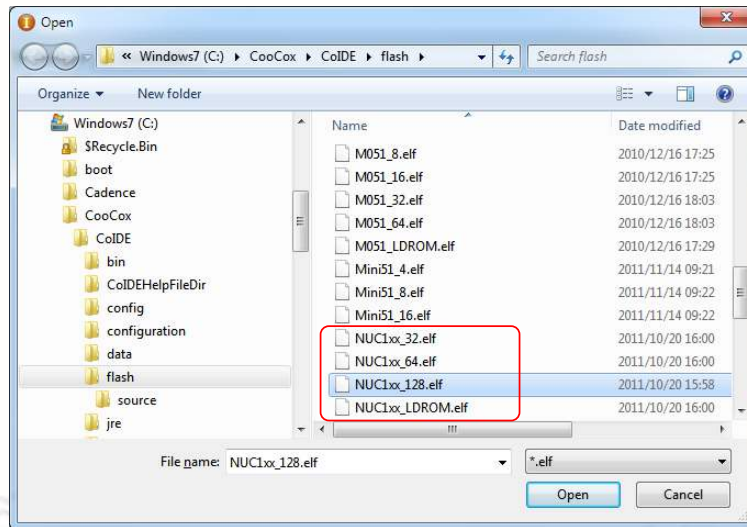 Open
« Windows7 (C:) ▸ CooCox ▸ CoIDE ▸ flash ▸ Search flash
Organize New folder
Windows7 (C:)
$Recycle.Bin
boot
Cadence
CooCox
CoIDE
bin
CoIDEHelpFileDir
config
configuration
data
flash
source
jre
Name Date modified
M051_8.elf 2010/12/16 17:25
M051_16.elf 2010/12/16 17:25
M051_32.elf 2010/12/16 18:03
M051_64.elf 2010/12/16 18:03
M051_LDROM.elf 2010/12/16 17:29
Mini51_4.elf 2011/11/14 09:21
Mini51_8.elf 2011/11/14 09:22
Mini51_16.elf 2011/11/14 09:22
NUC1xx_32.elf 2011/10/20 16:00
NUC1xx_64.elf 2011/10/20 16:00
NUC1xx_128.elf 2011/10/20 15:58
NUC1xx_LDROM.elf 2011/10/20 16:00
File name: NUC1xx_128.elf *.elf
Open Cancel